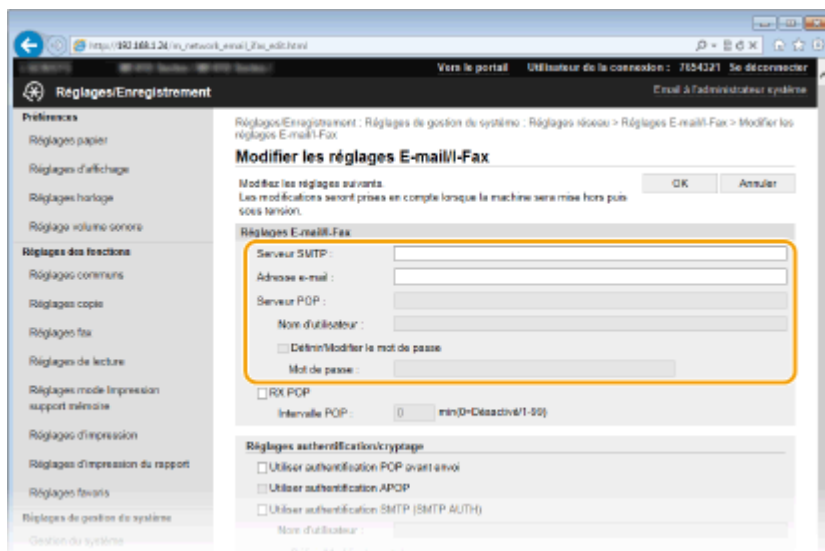 http://192.168.1.24/m_network_email_ifax_edit.html
Vers le portail Utilisateur de la connexion : 7654321 Se déconnecter
Réglages/Enregistrement
Email à l'administrateur système
Préférences
Réglages papier
Réglages d'affichage
Réglages horloge
Réglage volume sonore
Réglages des fonctions
Réglages communs
Réglages copie
Réglages fax
Réglages de lecture
Réglages mode Impression
support mémoire
Réglages d'impression
Réglages d'impression du rapport
Réglages favoris
Réglages de gestion du système
Gestion du système
Réglages/Enregistrement : Réglages de gestion du système : Réglages réseau > Réglages E-mail/I-Fax > Modifier les
réglages E-mail/I-Fax
Modifier les réglages E-mail/I-Fax
Modifiez les réglages suivants.
Les modifications seront prises en compte lorsque la machine sera mise hors puis
sous tension.
OK Annuler
Réglages E-mail/I-Fax
Serveur SMTP :
Adresse e-mail :
Serveur POP :
Nom d'utilisateur :
Définir/Modifier le mot de passe
Mot de passe :
RX POP
Intervalle POP : 0 min(0=Désactivé/1-99)
Réglages authentification/cryptage
Utiliser authentification POP avant envoi
Utiliser authentification APOP
Utiliser authentification SMTP (SMTP AUTH)
Nom d'utilisateur :